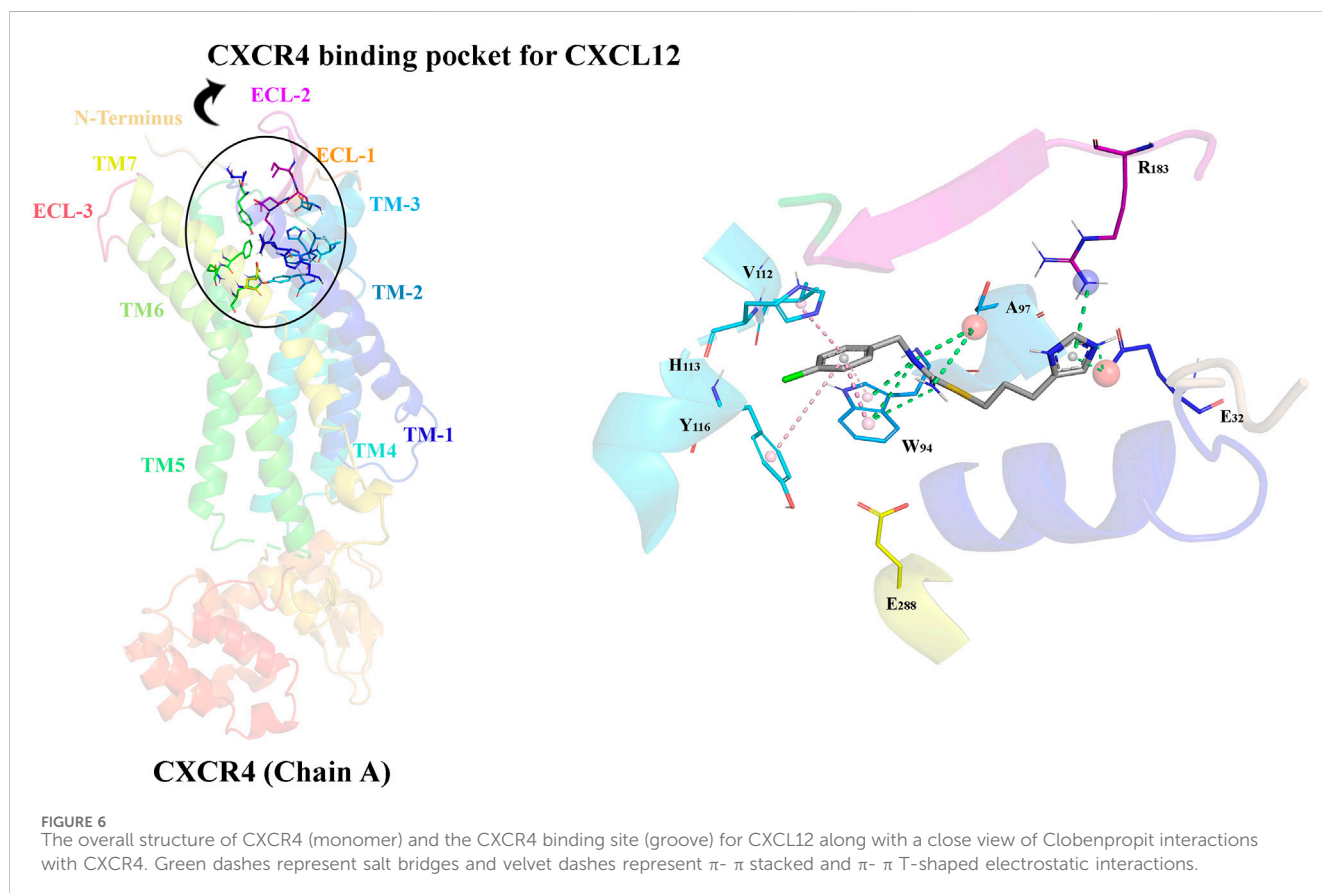 CXCR4 binding pocket for CXCL12
ECL-2
N-Terminus
ECL-1
TM7
TM-3
ECL-3
TM-2
TM6
TM-1
TM4
TM5
CXCR4 (Chain A)
R183
V112
A97
H113
Y116
E32
W94
E288
FIGURE 6
The overall structure of CXCR4 (monomer) and the CXCR4 binding site (groove) for CXCL12 along with a close view of Clobenpropit interactions
with CXCR4. Green dashes represent salt bridges and velvet dashes represent π- π stacked and π- π T-shaped electrostatic interactions.